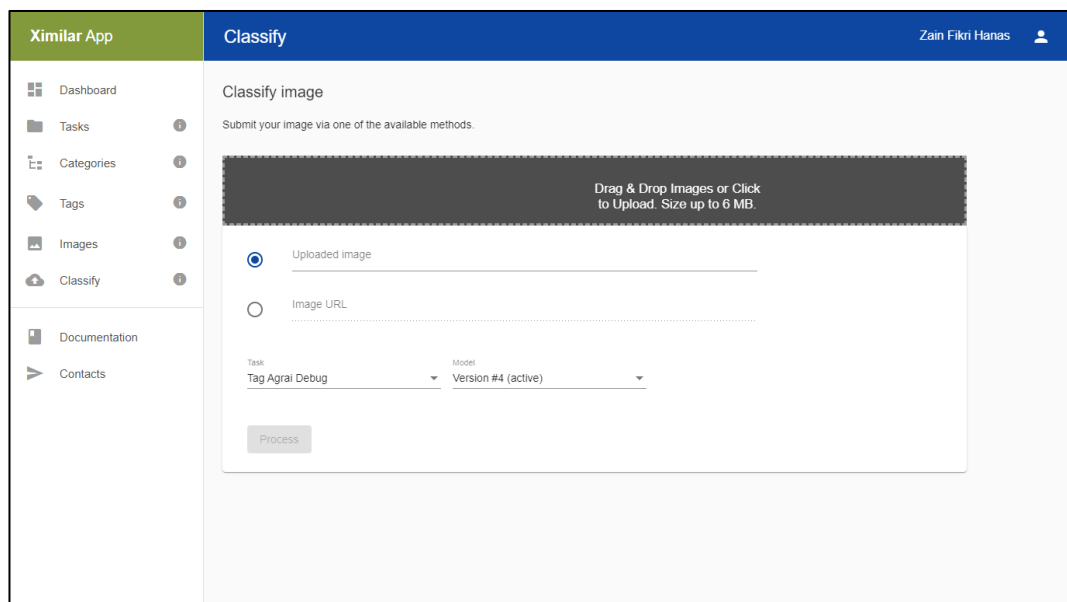 Ximilar App
Classify
Zain Fikri Hanas
Dashboard
Tasks
Categories
Tags
Images
Classify
Documentation
Contacts
Classify image
Submit your image via one of the available methods.
Drag & Drop Images or Click
to Upload. Size up to 6 MB.
Uploaded image
Image URL
Task
Tag Agrai Debug
Model
Version #4 (active)
Process